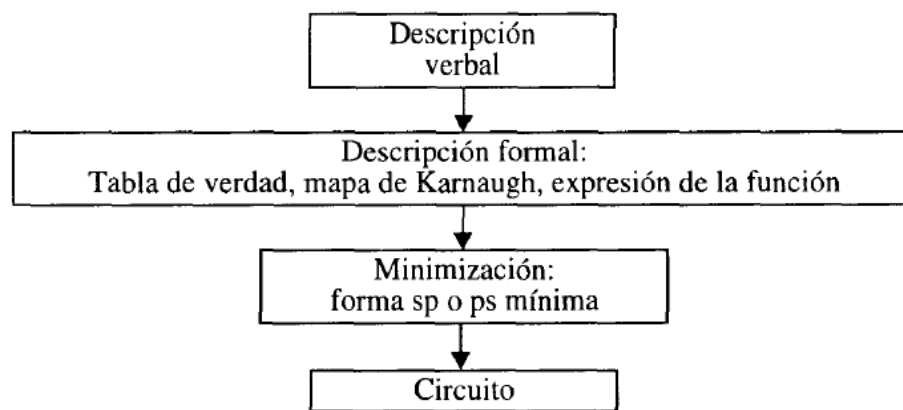 Descripción
verbal
Descripción formal:
Tabla de verdad, mapa de Karnaugh, expresión de la función
Minimización:
forma sp o ps mínima
Circuito